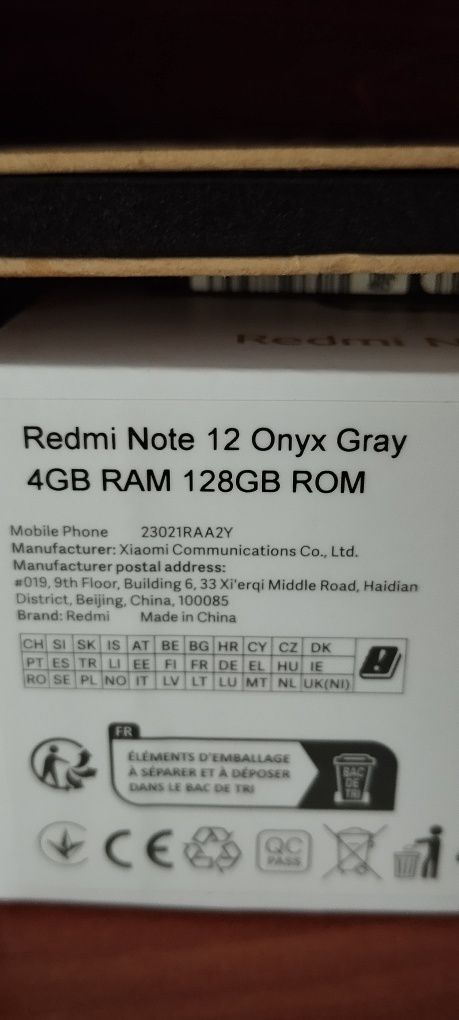 Redmi N
Redmi Note 12 Onyx Gray
4GB RAM 128GB ROM
Mobile Phone 23021RAA2Y
Manufacturer: Xiaomi Communications Co., Ltd.
Manufacturer postal address:
#019, 9th Floor, Building 6, 33 Xi'erqi Middle Road, Haidian
District, Beijing, China, 100085
Brand: Redmi Made in China
CH SI SK IS AT BE BG HR CY CZ DK
PT ES TR LI EE FI FR DE EL HU IE
RO SE PL NO IT LV LT LU MT NL UK(NI)
FR
ÉLÉMENTS D'EMBALLAGE
À SÉPARER ET À DÉPOSER
DANS LE BAC DE TRI
BAC
DE
TRI
CE
QC
PASS